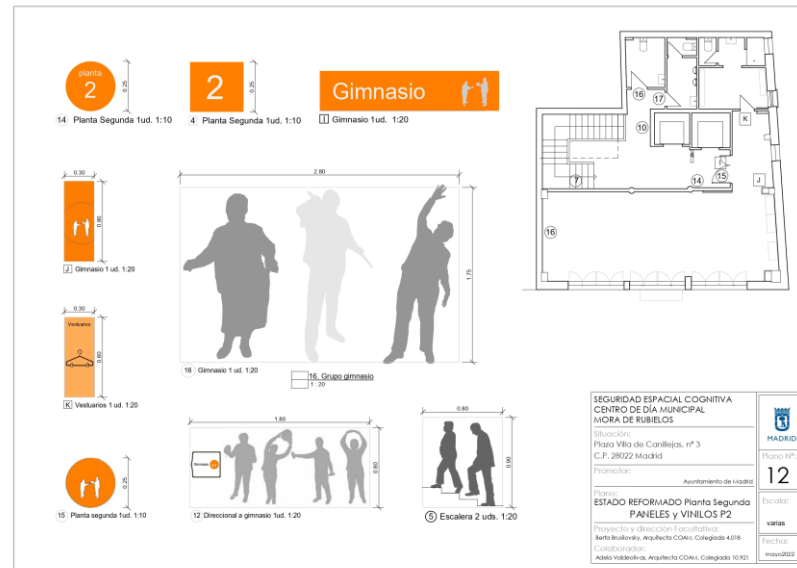 planta
2
0.25
14 Planta Segunda 1ud. 1:10
2
0.25
4 Planta Segunda 1ud. 1:10
Gimnasio
I Gimnasio 1ud. 1:20
0.30
0.80
J Gimnasio 1 ud. 1:20
2.80
1.75
16 Gimnasio 1 ud. 1:20
16. Grupo gimnasio
1 : 20
0.30
Vestuarios
0.80
K Vestuarios 1 ud. 1:20
0.25
15 Planta segunda 1ud. 1:10
1.80
Gimnasio
0.80
12 Direccional a gimnasio 1ud. 1:20
0.80
0.90
5 Escalera 2 uds. 1:20
16
17
10
K
7
14
15
J
16
SEGURIDAD ESPACIAL COGNITIVA
CENTRO DE DÍA MUNICIPAL
MORA DE RUBIELOS
Situación:
Plaza Villa de Canillejas, nº 3
C.P. 28022 Madrid
Promotor:
Ayuntamiento de Madrid
Plano:
ESTADO REFORMADO Planta Segunda
PANELES y VINILOS P2
Proyecto y dirección Facultativa:
Berta Brusilovsky, Arquitecta COAM, Colegiada 4.018
Colaborador:
Adela Valdeolivas, Arquitecta COAM, Colegiada 10.921
MADRID
Plano Nº:
12
Escala:
varias
Fecha:
mayo2022